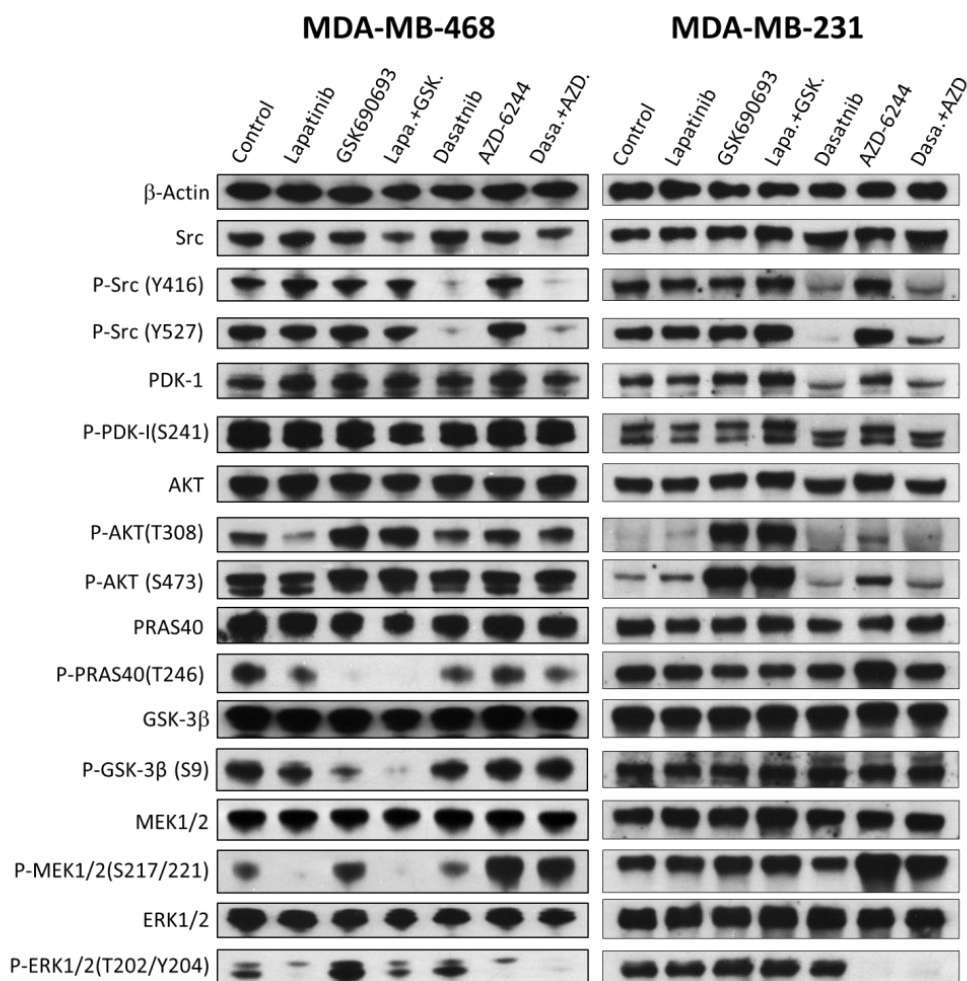 MDA-MB-468 MDA-MB-231
Control Lapatinib GSK690693 Lapa.+GSK. Dasatnib AZD-6244 Dasa.+AZD. Control Lapatinib GSK690693 Lapa.+GSK. Dasatnib AZD-6244 Dasa.+AZD
β-Actin
Src
P-Src (Y416)
P-Src (Y527)
PDK-1
P-PDK-I(S241)
AKT
P-AKT(T308)
P-AKT (S473)
PRAS40
P-PRAS40(T246)
GSK-3β
P-GSK-3β (S9)
MEK1/2
P-MEK1/2(S217/221)
ERK1/2
P-ERK1/2(T202/Y204)